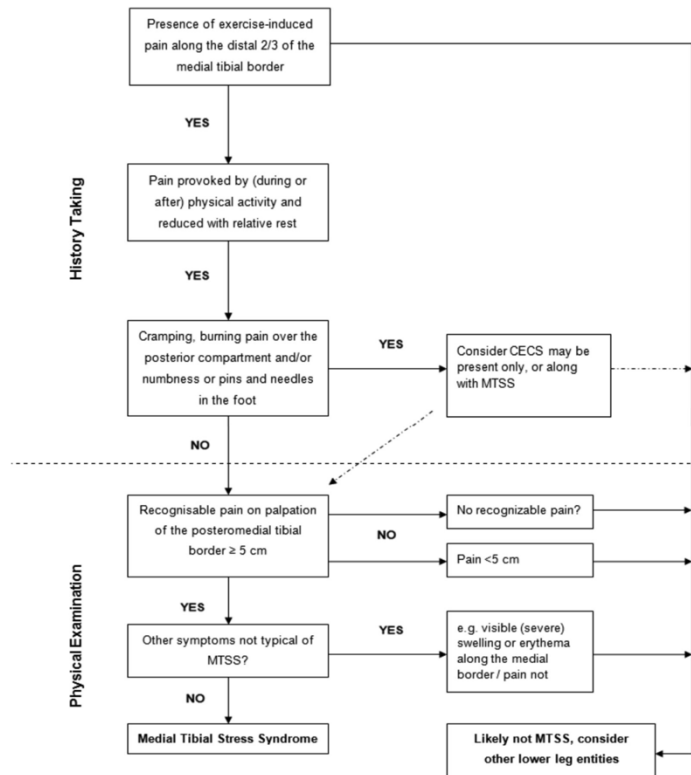 Presence of exercise-induced
pain along the distal 2/3 of the
medial tibial border
YES
History Taking
Pain provoked by (during or
after) physical activity and
reduced with relative rest
YES
Cramping, burning pain over the
posterior compartment and/or
numbness or pins and needles
in the foot
YES
Consider CECS may be
present only, or along
with MTSS
NO
Physical Examination
Recognisable pain on palpation
of the posteromedial tibial
border ≥ 5 cm
NO
No recognizable pain?
Pain <5 cm
YES
Other symptoms not typical of
MTSS?
YES
e.g. visible (severe)
swelling or erythema
along the medial
border / pain not
NO
Medial Tibial Stress Syndrome
Likely not MTSS, consider
other lower leg entities